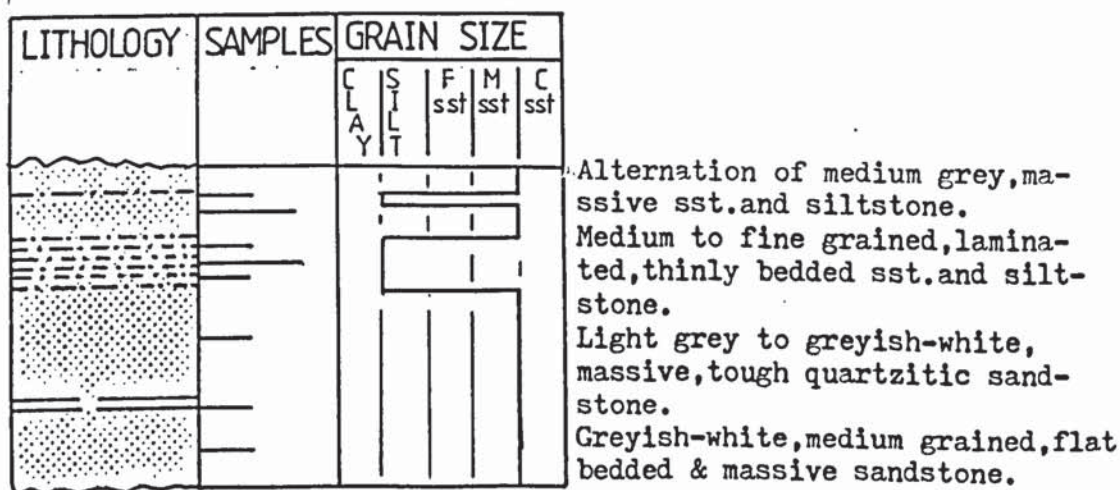 LITHOLOGY SAMPLES GRAIN SIZE
CLAY SILT F sst M sst C sst
Alternation of medium grey,ma-
ssive sst.and siltstone.
Medium to fine grained,lamina-
ted,thinly bedded sst.and silt-
stone.
Light grey to greyish-white,
massive,tough quartzitic sand-
stone.
Greyish-white,medium grained,flat
bedded & massive sandstone.